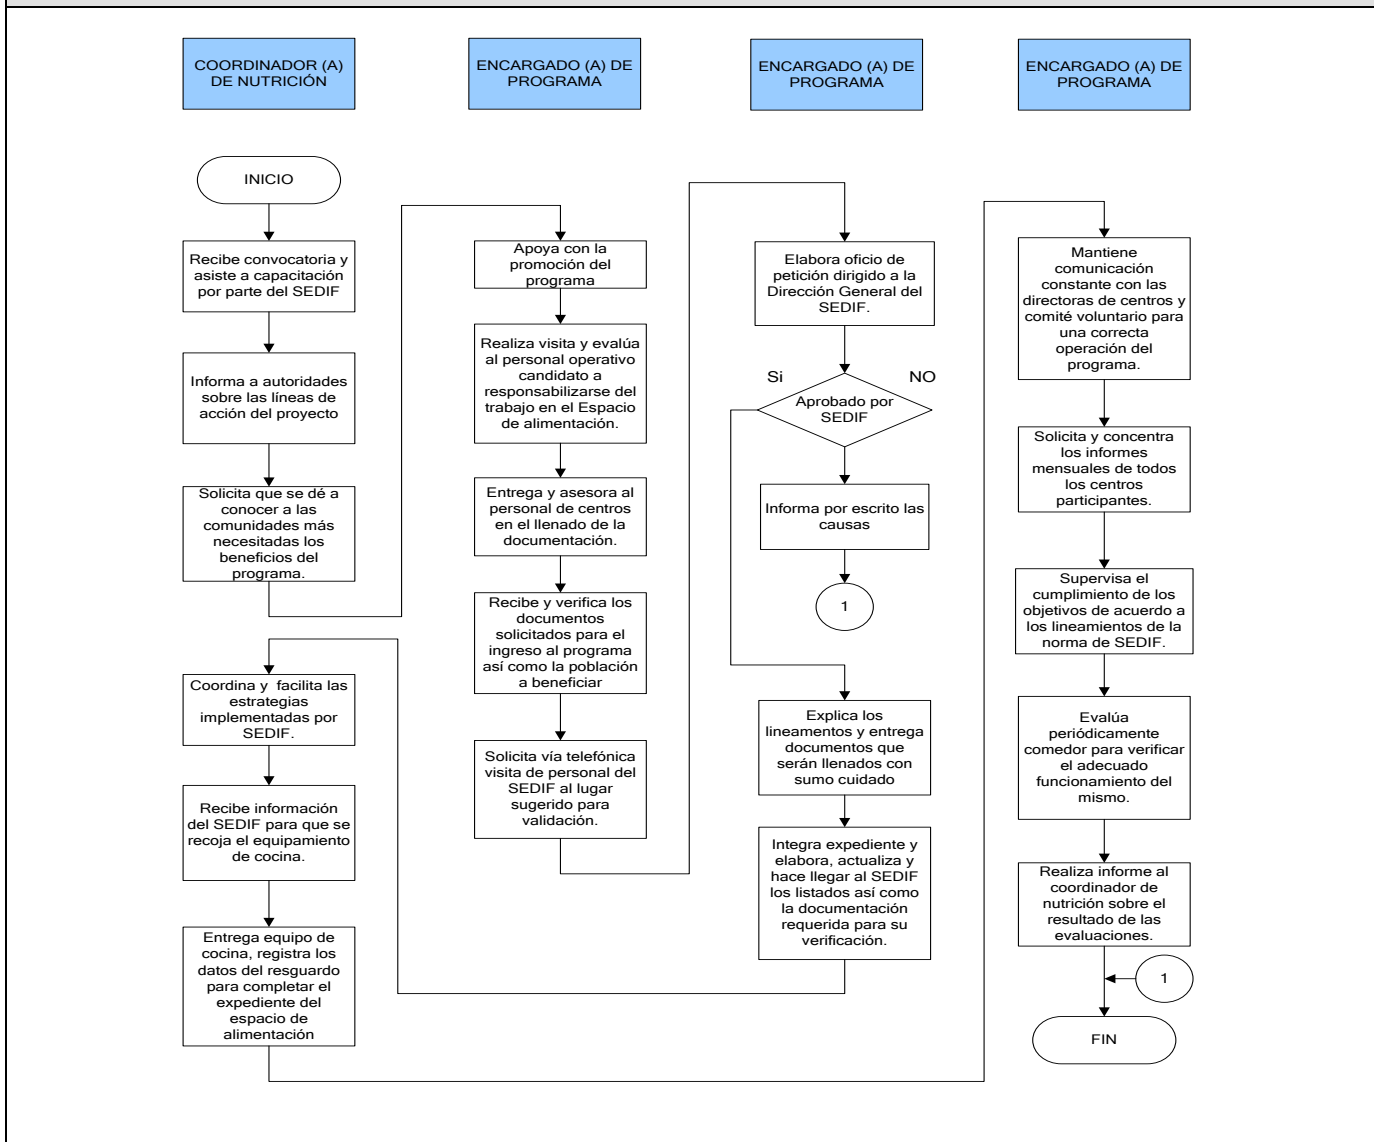 COORDINADOR (A)
DE NUTRICIÓN
ENCARGADO (A) DE
PROGRAMA
ENCARGADO (A) DE
PROGRAMA
ENCARGADO (A) DE
PROGRAMA
INICIO
Recibe convocatoria y
asiste a capacitación
por parte del SEDIF
Informa a autoridades
sobre las líneas de
acción del proyecto
Solicita que se dé a
conocer a las
comunidades más
necesitadas los
beneficios del
programa.
Coordina y facilita las
estrategias
implementadas por
SEDIF.
Recibe información
del SEDIF para que se
recoja el equipamiento
de cocina.
Entrega equipo de
cocina, registra los
datos del resguardo
para completar el
expediente del
espacio de
alimentación
Apoya con la
promoción del
programa
Realiza visita y evalúa
al personal operativo
candidato a
responsabilizarse del
trabajo en el Espacio
de alimentación.
Entrega y asesora al
personal de centros
en el llenado de la
documentación.
Recibe y verifica los
documentos
solicitados para el
ingreso al programa
así como la población
a beneficiar
Solicita vía telefónica
visita de personal del
SEDIF al lugar
sugerido para
validación.
Elabora oficio de
petición dirigido a la
Dirección General del
SEDIF.
Si
NO
Aprobado por
SEDIF
Informa por escrito las
causas
1
Explica los
lineamentos y entrega
documentos que
serán llenados con
sumo cuidado
Integra expediente y
elabora, actualiza y
hace llegar al SEDIF
los listados así como
la documentación
requerida para su
verificación.
Mantiene
comunicación
constante con las
directoras de centros y
comité voluntario para
una correcta
operación del
programa.
Solicita y concentra
los informes
mensuales de todos
los centros
participantes.
Supervisa el
cumplimiento de los
objetivos de acuerdo a
los lineamientos de la
norma de SEDIF.
Evalúa
periódicamente
comedor para verificar
el adecuado
funcionamiento del
mismo.
Realiza informe al
coordinador de
nutrición sobre el
resultado de las
evaluaciones.
1
FIN